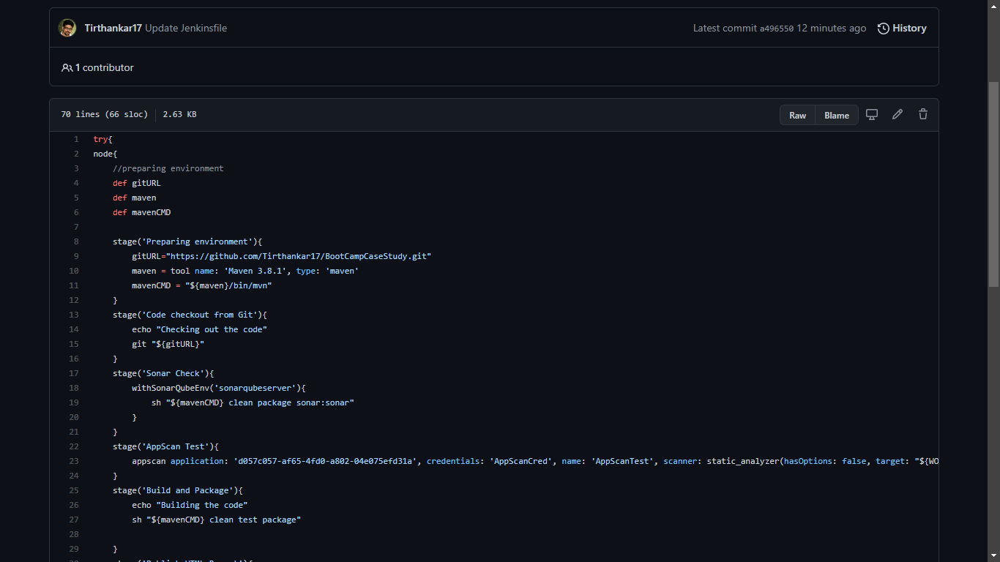 Tirthankar17 Update Jenkinsfile
Latest commit a496550 12 minutes ago History
1 contributor
70 lines (66 sloc) 2.63 KB
Raw Blame
1 try{
2 node{
3 //preparing environment
4 def gitURL
5 def maven
6 def mavenCMD
7
8 stage('Preparing environment'){
9 gitURL="https://github.com/Tirthankar17/BootCampCaseStudy.git"
10 maven = tool name: 'Maven 3.8.1', type: 'maven'
11 mavenCMD = "${maven}/bin/mvn"
12 }
13 stage('Code checkout from Git'){
14 echo "Checking out the code"
15 git "${gitURL}"
16 }
17 stage('Sonar Check'){
18 withSonarQubeEnv('sonarqubeserver'){
19 sh "${mavenCMD} clean package sonar:sonar"
20 }
21 }
22 stage('AppScan Test'){
23 appscan application: 'd057c057-af65-4fd0-a802-04e075efd31a', credentials: 'AppScanCred', name: 'AppScanTest', scanner: static_analyzer(hasOptions: false, target: "${WO
24 }
25 stage('Build and Package'){
26 echo "Building the code"
27 sh "${mavenCMD} clean test package"
28
29 }